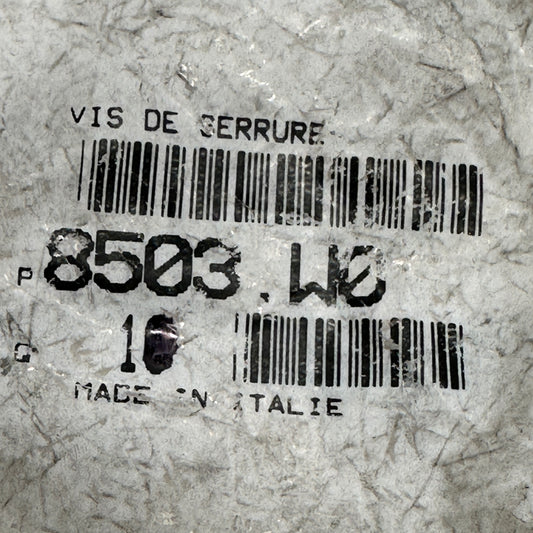 VIS DE SERRURE
P 8503.W0
Q 10
MADE IN ITALIE